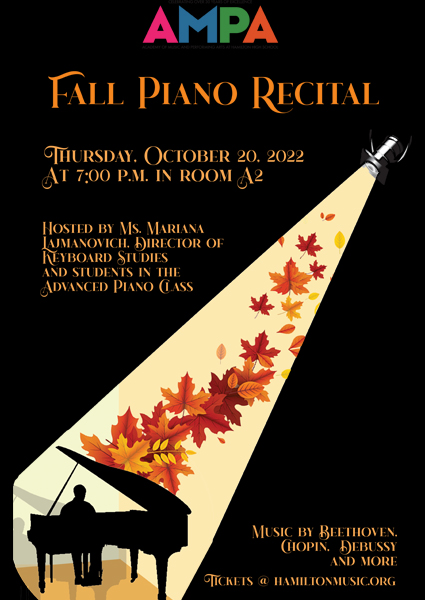 AMPA
Fall Piano Recital
Thursday, October 20, 2022
At 7:00 p.m. in room A2
Hosted by Ms. Mariana
Lajmanovich, Director of
Keyboard Studies
and students in the
Advanced Piano Class
Music by Beethoven,
Chopin, Debussy
and more
Tickets @ hamiltonmusic.org